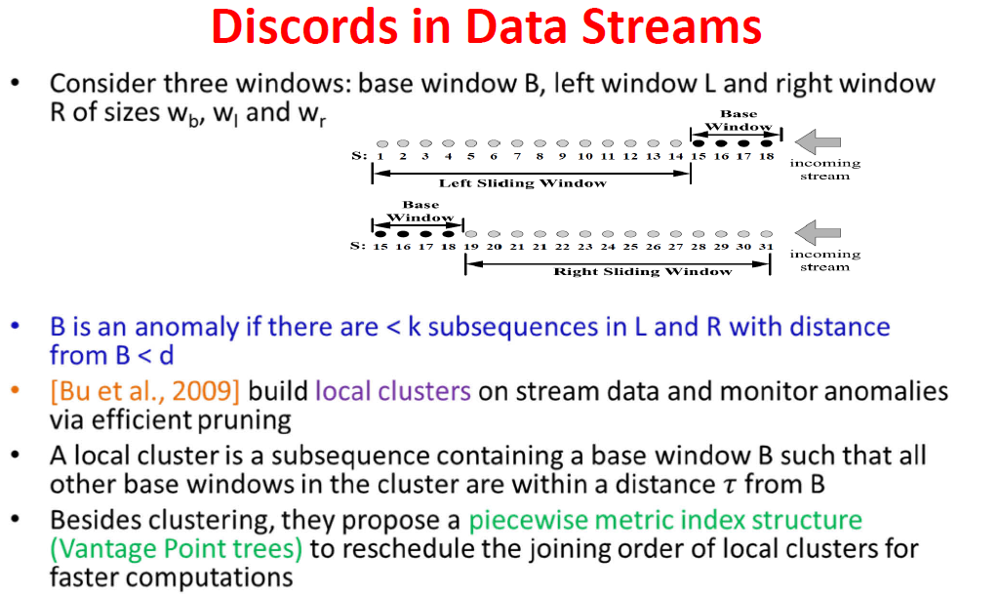 Discords in Data Streams
• Consider three windows: base window B, left window L and right window
R of sizes w_b, w_l and w_r
Base
Window
S: 1 2 3 4 5 6 7 8 9 10 11 12 13 14 15 16 17 18
incoming
stream
Left Sliding Window
Base
Window
S: 15 16 17 18 19 20 21 21 22 23 24 25 26 27 28 29 30 31
incoming
stream
Right Sliding Window
• B is an anomaly if there are < k subsequences in L and R with distance
from B < d
• [Bu et al., 2009] build local clusters on stream data and monitor anomalies
via efficient pruning
• A local cluster is a subsequence containing a base window B such that all
other base windows in the cluster are within a distance τ from B
• Besides clustering, they propose a piecewise metric index structure
(Vantage Point trees) to reschedule the joining order of local clusters for
faster computations